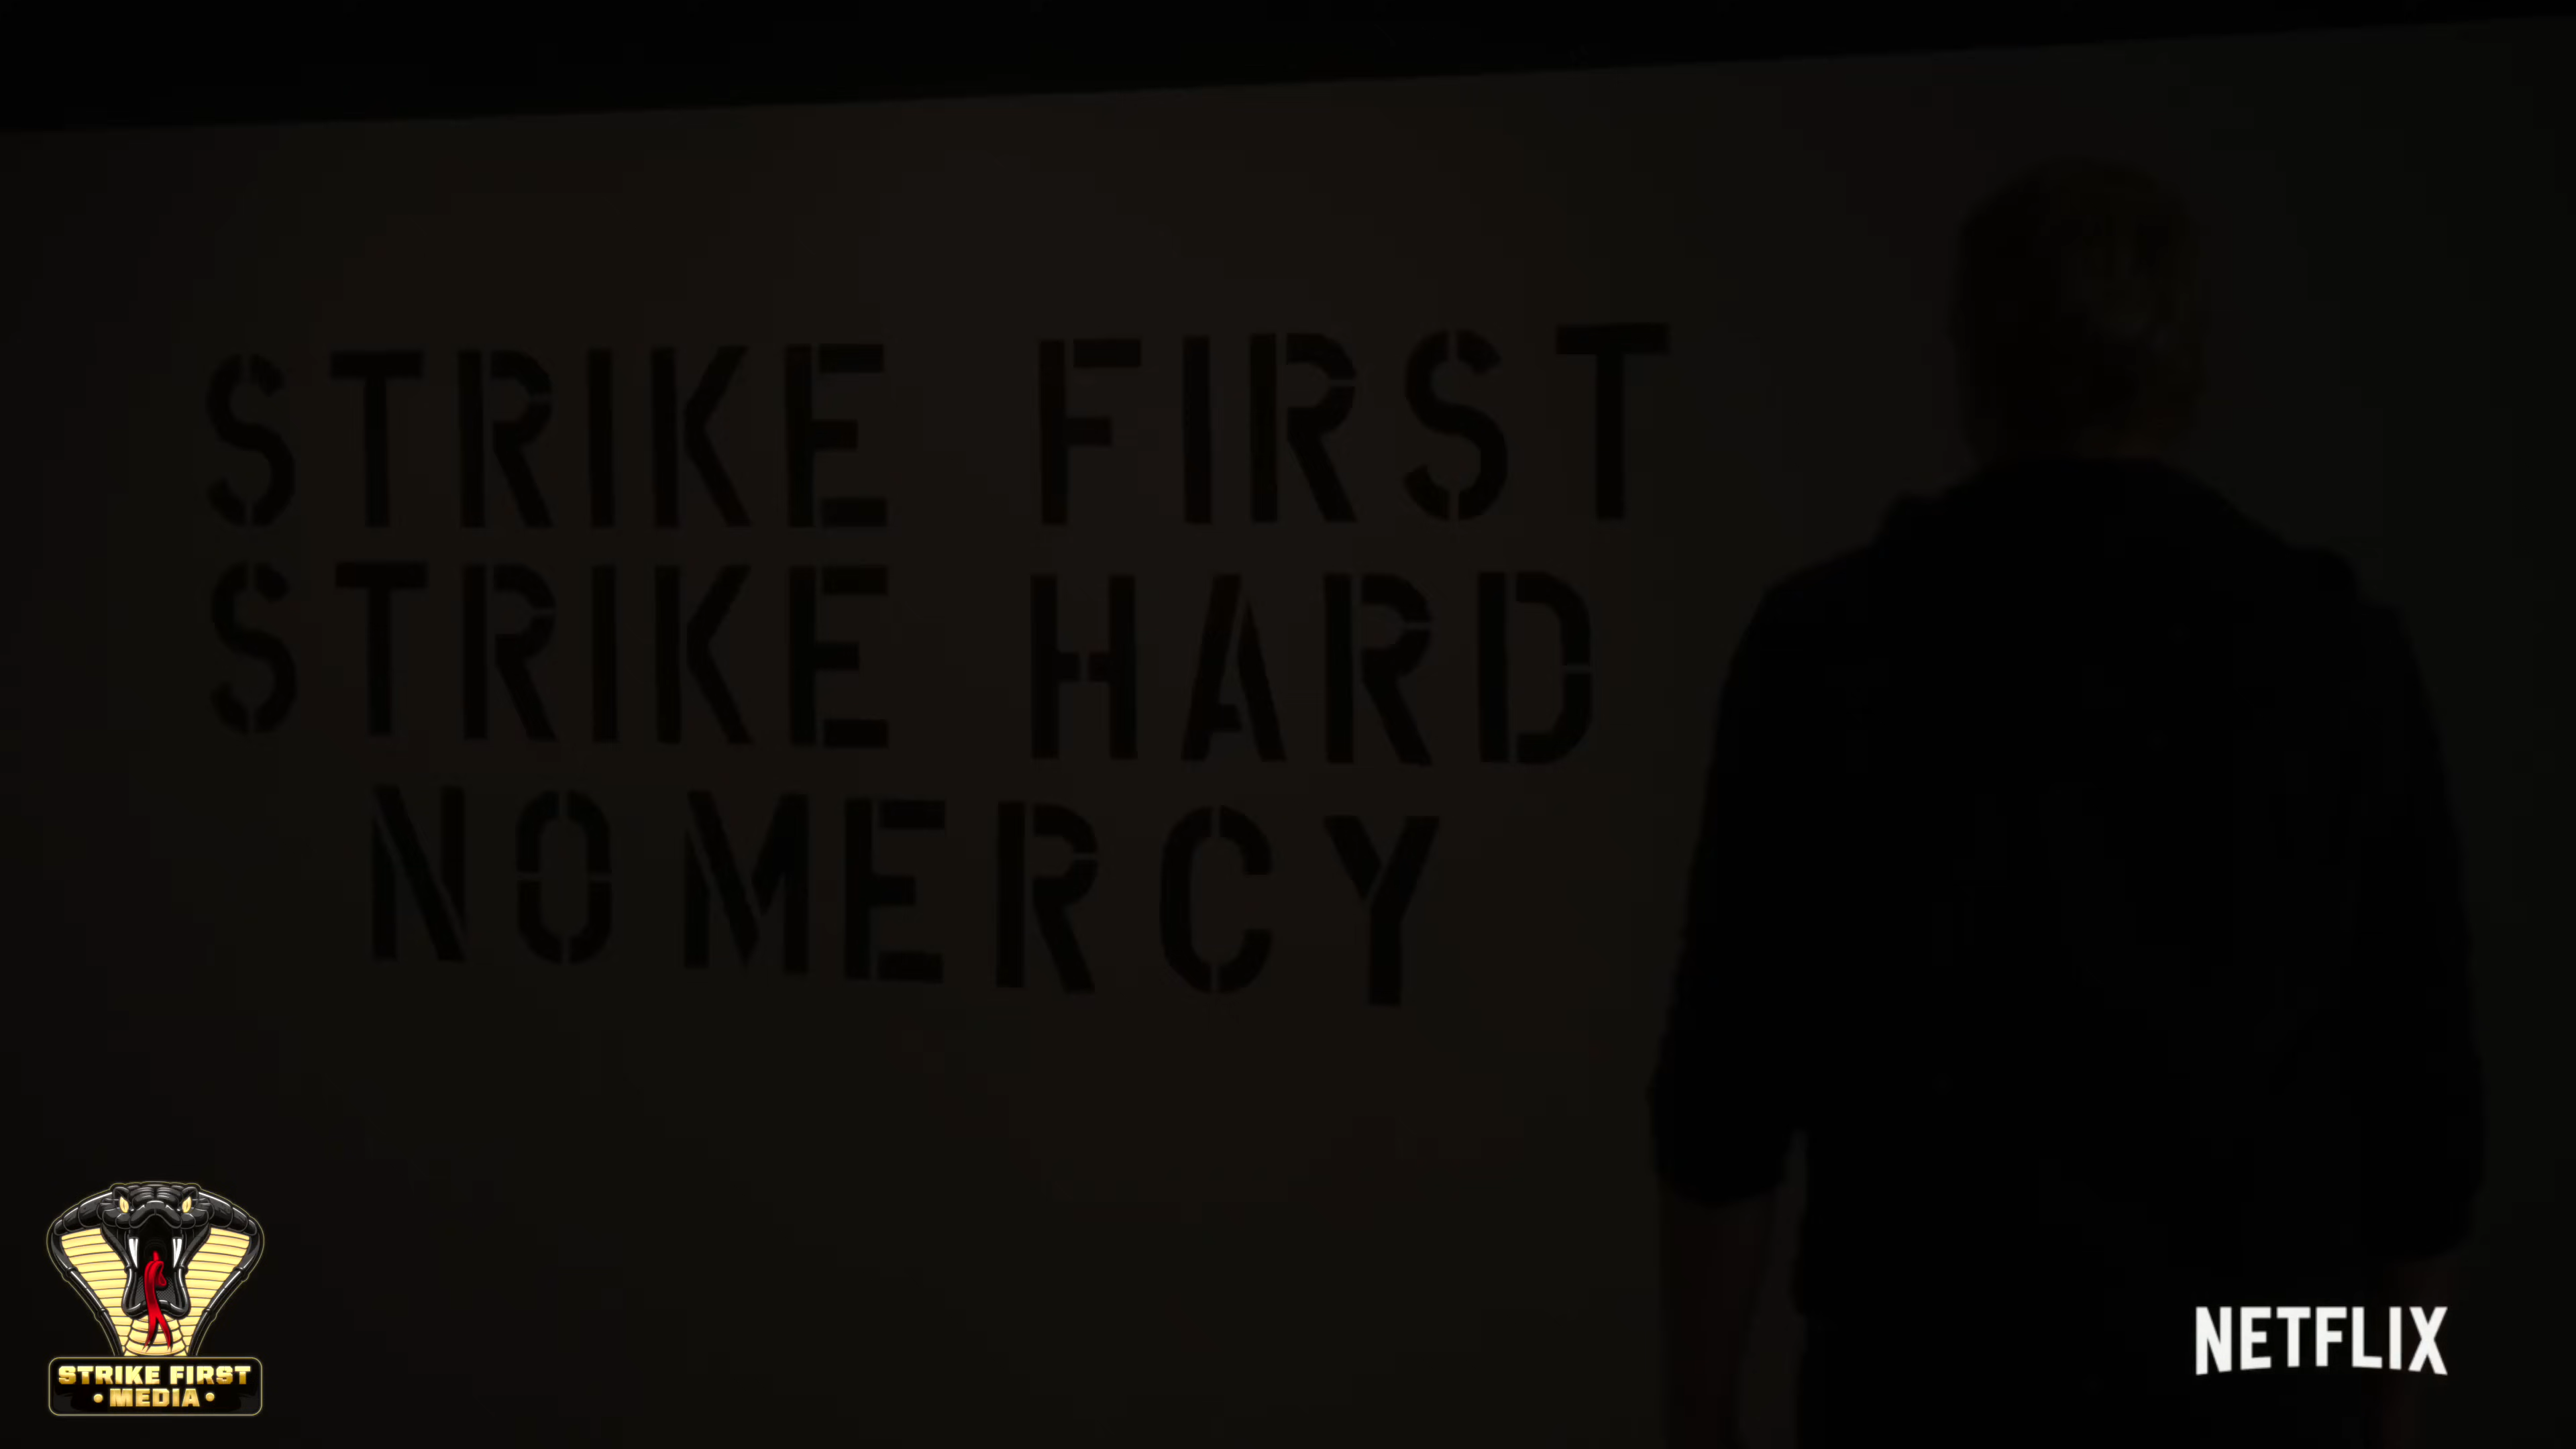 STRIKE FIRST
STRIKE HARD
NO MERCY
STRIKE FIRST
• MEDIA •
NETFLIX